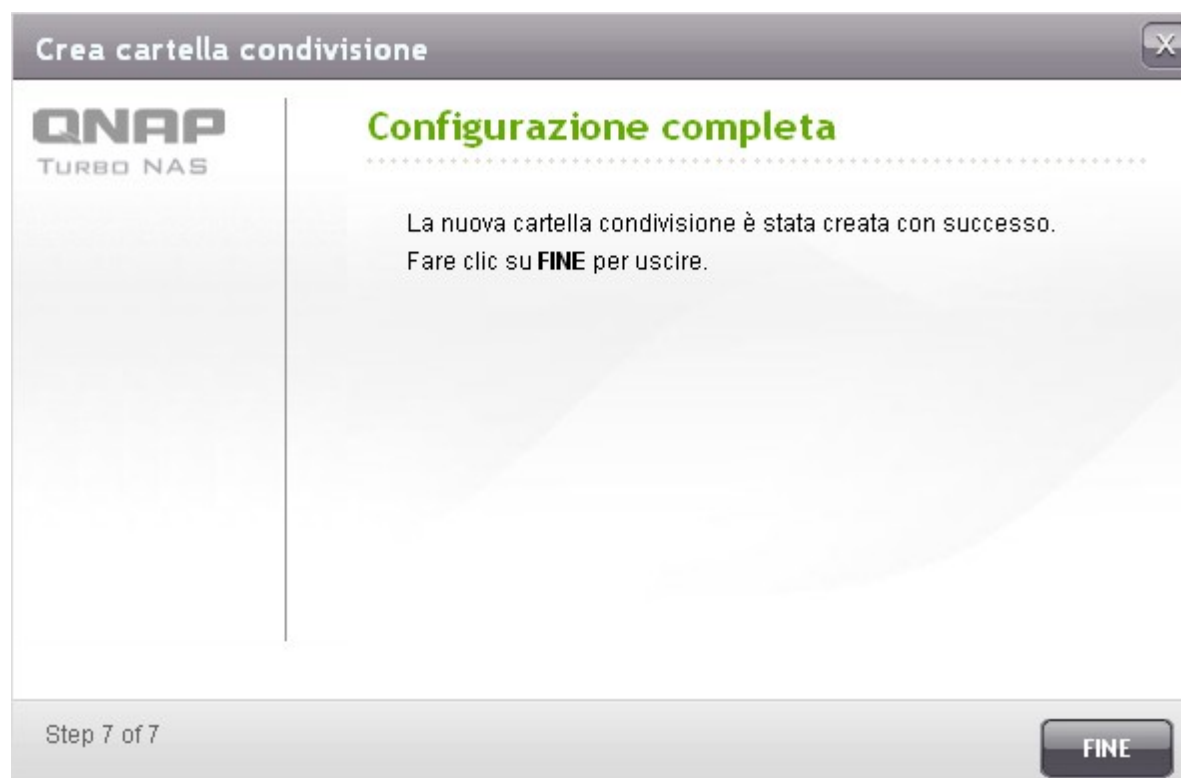 Crea cartella condivisione
X
QNAP
TURBO NAS
Configurazione completa
La nuova cartella condivisione è stata creata con successo.
Fare clic su FINE per uscire.
Step 7 of 7
FINE